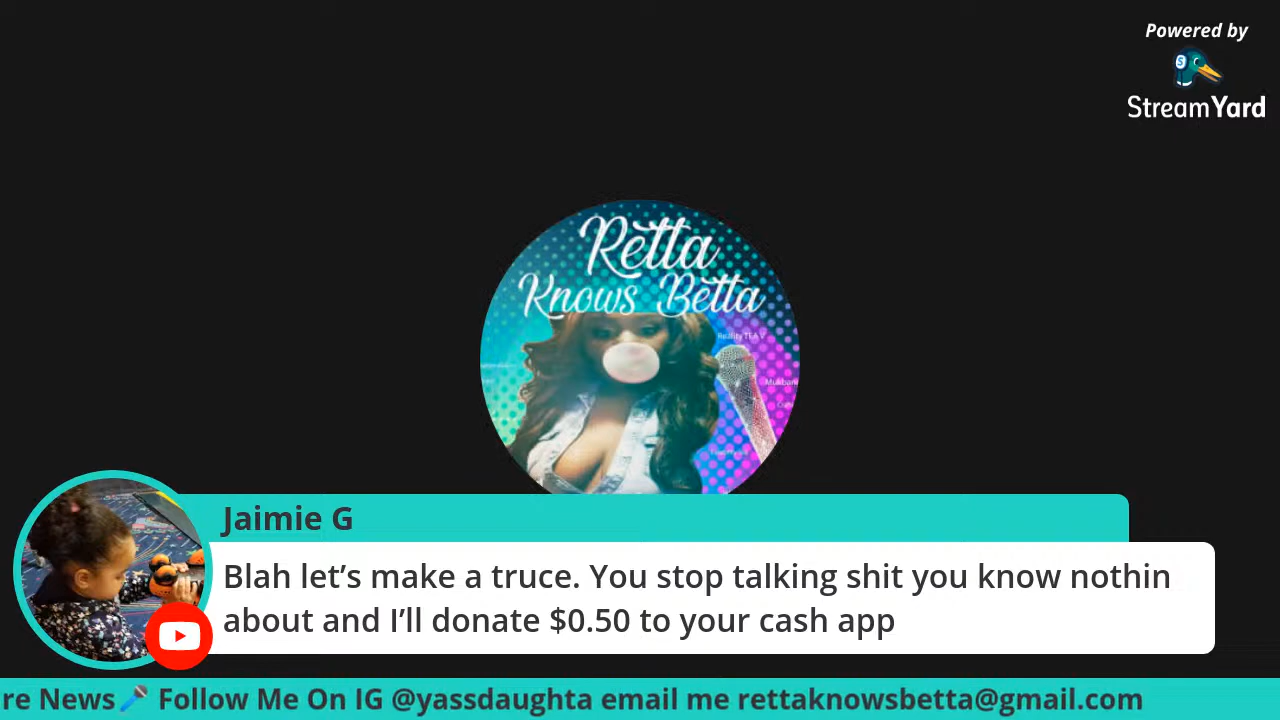 Powered by
StreamYard
Retta
Knows Betta
Jaimie G
Blah let’s make a truce. You stop talking shit you know nothin
about and I’ll donate $0.50 to your cash app
re News🎤 Follow Me On IG @yassdaughta email me rettaknowsbetta@gmail.com